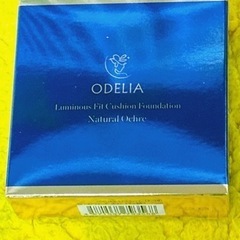 ODELIA
Luminous Fit Cushion Foundation
Natural Ochre